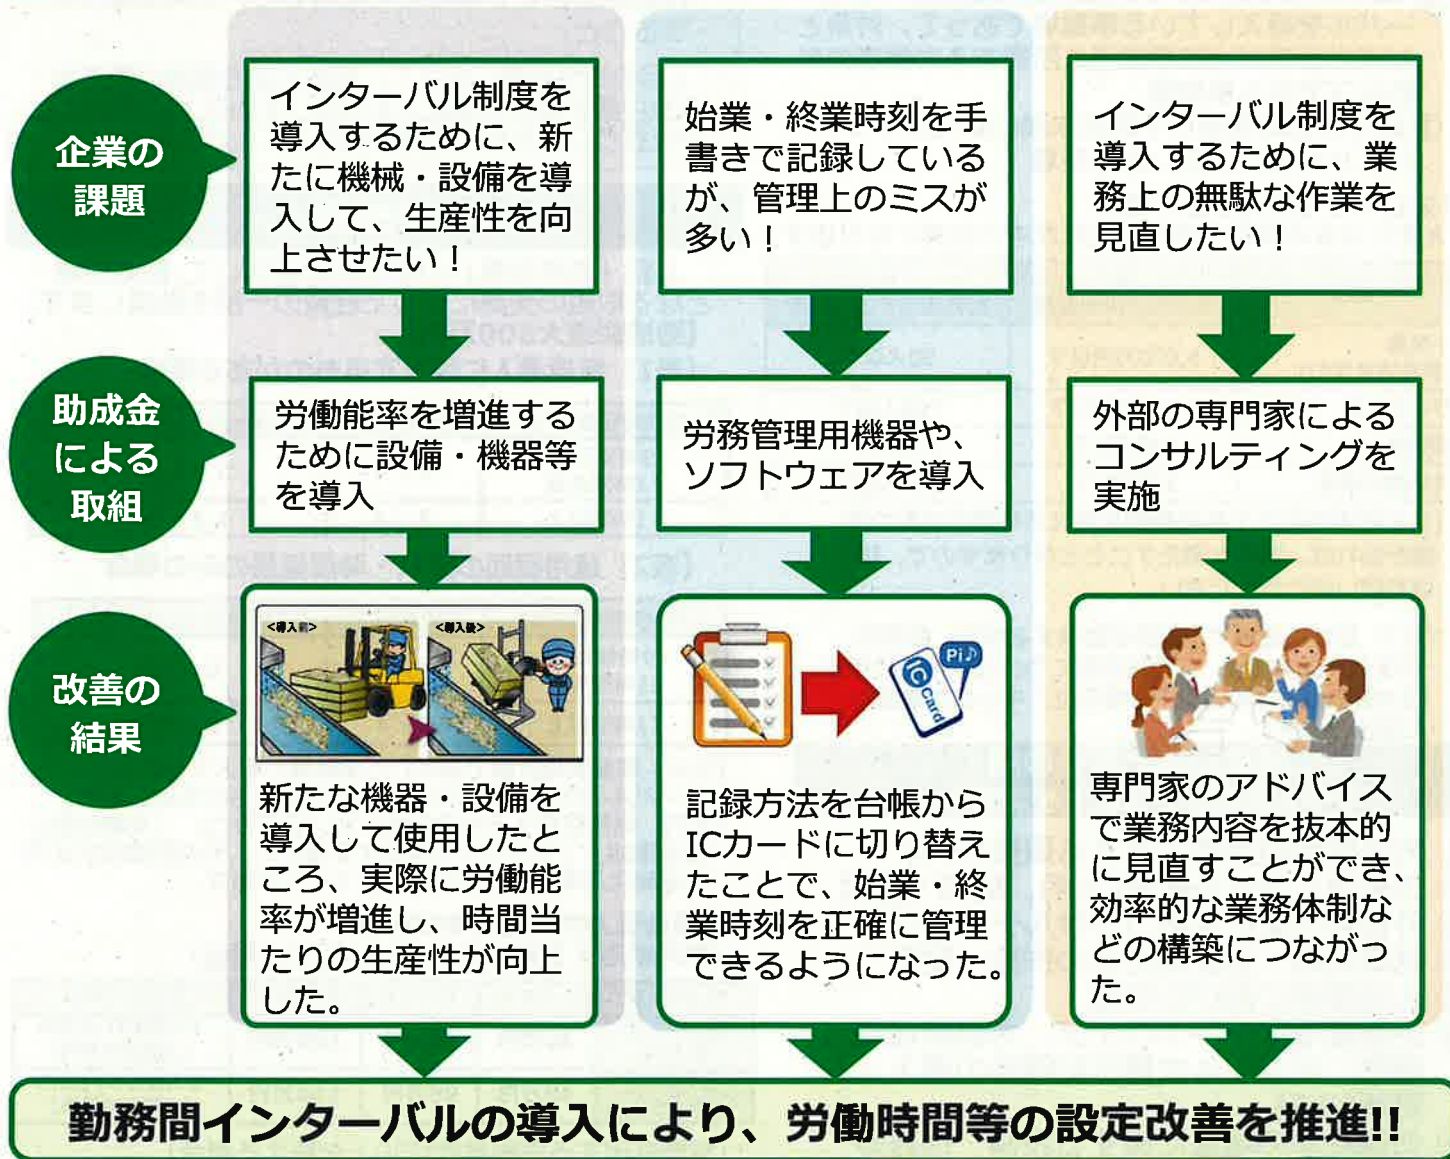 企業の
課題
インターバル制度を
導入するために、新
たに機械・設備を導
入して、生産性を向
上させたい！
始業・終業時刻を手
書きで記録している
が、管理上のミスが
多い！
インターバル制度を
導入するために、業
務上の無駄な作業を
見直したい！
助成金
による
取組
労働能率を増進する
ために設備・機器等
を導入
労務管理用機器や、
ソフトウェアを導入
外部の専門家による
コンサルティングを
実施
改善の
結果
<導入前>
<導入後>
新たな機器・設備を
導入して使用したと
ころ、実際に労働能
率が増進し、時間当
たりの生産性が向上
した。
IC Card
Pi♪
記録方法を台帳から
ICカードに切り替え
たことで、始業・終
業時刻を正確に管理
できるようになった。
専門家のアドバイス
で業務内容を抜本的
に見直すことができ、
効率的な業務体制な
どの構築につながっ
た。
勤務間インターバルの導入により、労働時間等の設定改善を推進!!